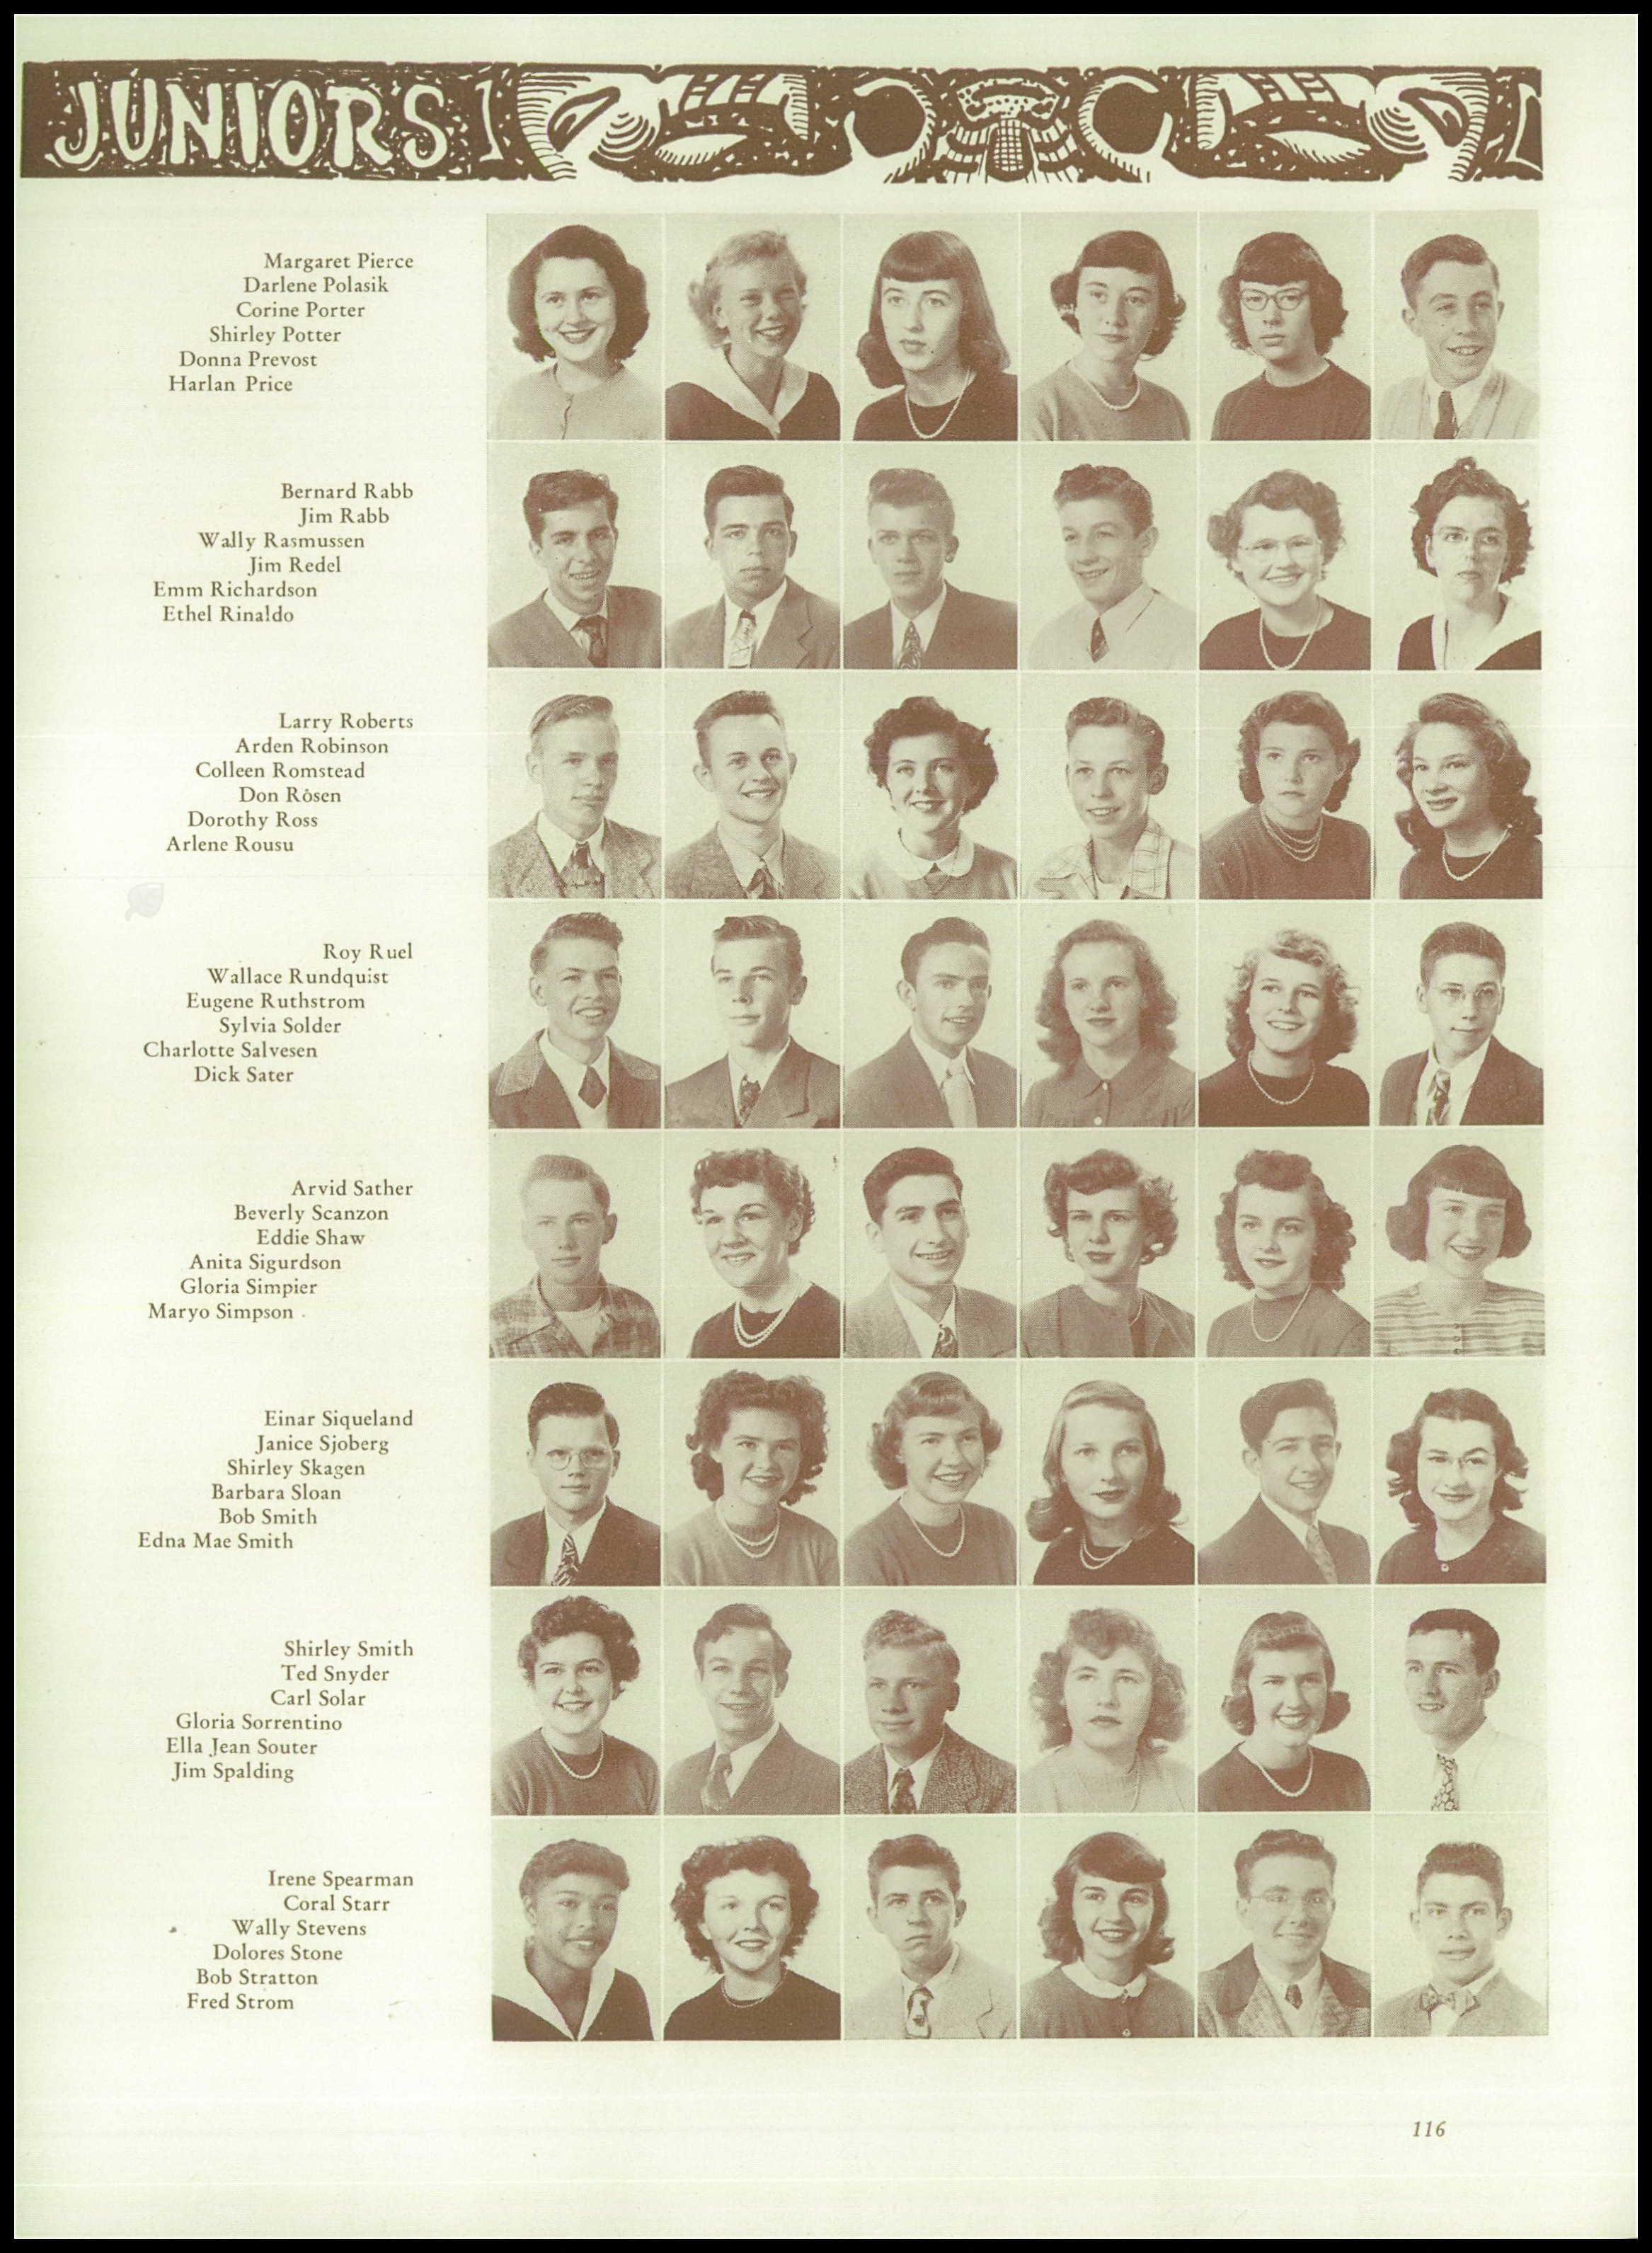 JUNIORS
Margaret Pierce
Darlene Polasik
Corine Porter
Shirley Potter
Donna Prevost
Harlan Price
Bernard Rabb
Jim Rabb
Wally Rasmussen
Jim Redel
Emm Richardson
Ethel Rinaldo
Larry Roberts
Arden Robinson
Colleen Romstead
Don Rosen
Dorothy Ross
Arlene Rousu
Roy Ruel
Wallace Rundquist
Eugene Ruthstrom
Sylvia Solder
Charlotte Salvesen
Dick Sater
Arvid Sather
Beverly Scanzon
Eddie Shaw
Anita Sigurdson
Gloria Simpier
Maryo Simpson
Einar Siqueland
Janice Sjoberg
Shirley Skagen
Barbara Sloan
Bob Smith
Edna Mae Smith
Shirley Smith
Ted Snyder
Carl Solar
Gloria Sorrentino
Ella Jean Souter
Jim Spalding
Irene Spearman
Coral Starr
Wally Stevens
Dolores Stone
Bob Stratton
Fred Strom
116